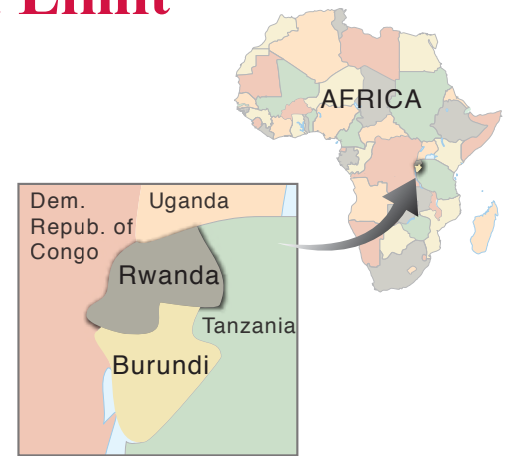 AFRICA
Dem.
Repub. of
Congo
Uganda
Rwanda
Tanzania
Burundi